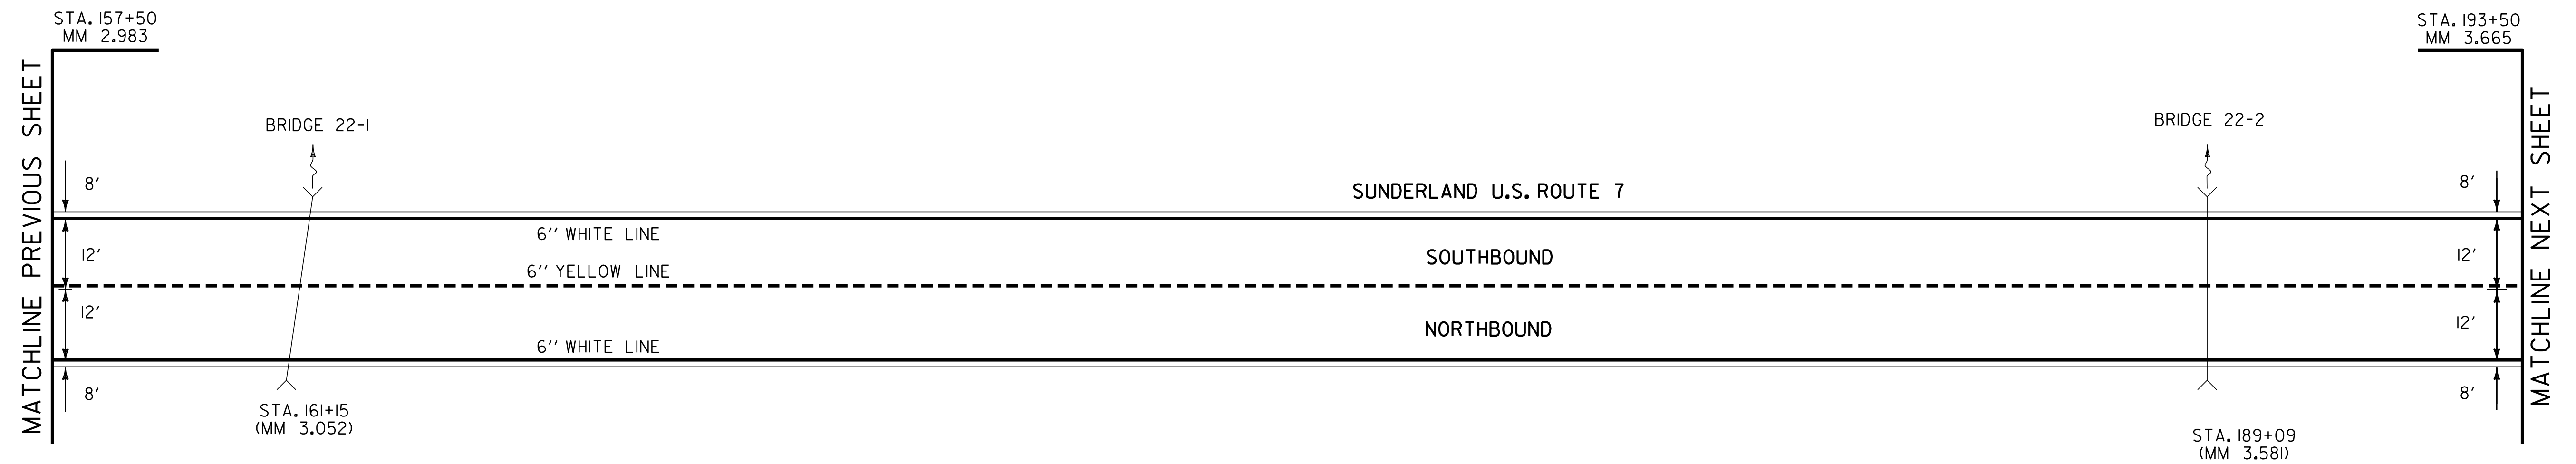 STA. 157+50
MM 2.983
STA. 193+50
MM 3.665
MATCHLINE PREVIOUS SHEET
MATCHLINE NEXT SHEET
BRIDGE 22-1
BRIDGE 22-2
8'
SUNDERLAND U.S. ROUTE 7
8'
6" WHITE LINE
12'
SOUTHBOUND
12'
6" YELLOW LINE
12'
NORTHBOUND
12'
6" WHITE LINE
8'
8'
STA. 161+15
(MM 3.052)
STA. 189+09
(MM 3.581)